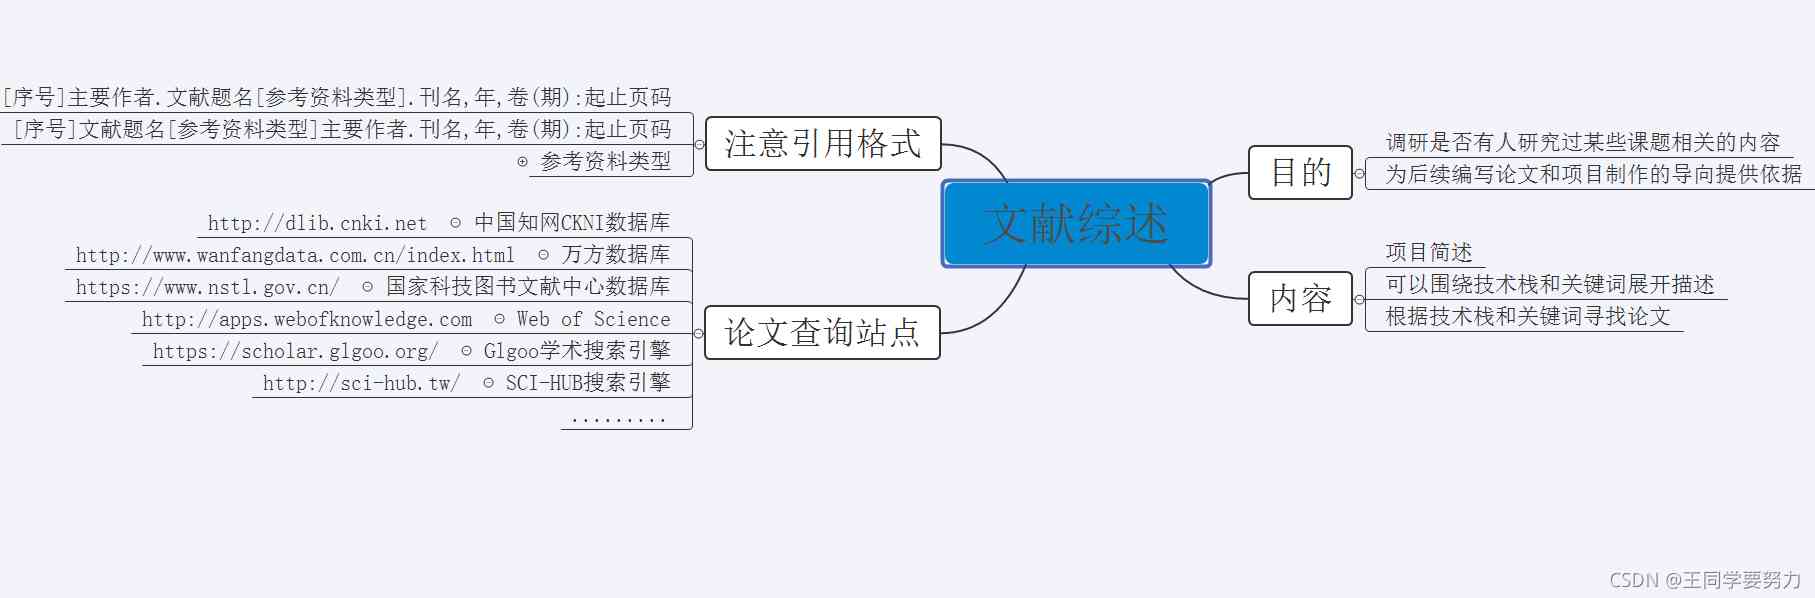 文献综述
目的
调研是否有人研究过某些课题相关的内容
为后续编写论文和项目制作的导向提供依据
内容
项目简述
可以围绕技术栈和关键词展开描述
根据技术栈和关键词寻找论文
注意引用格式
[序号]主要作者.文献题名[参考资料类型].刊名,年,卷(期):起止页码
[序号]文献题名[参考资料类型]主要作者.刊名,年,卷(期):起止页码
参考资料类型
论文查询站点
http://dlib.cnki.net 中国知网CKNI数据库
http://www.wanfangdata.com.cn/index.html 万方数据库
https://www.nstl.gov.cn/ 国家科技图书文献中心数据库
http://apps.webofknowledge.com Web of Science
https://scholar.glgoo.org/ Glgoo学术搜索引擎
http://sci-hub.tw/ SCI-HUB搜索引擎
.........
CSDN @王同学要努力